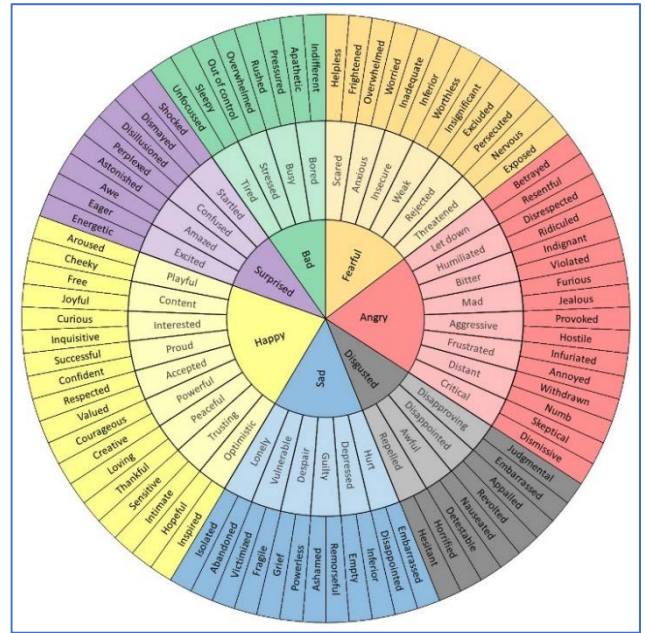 Fearful
Angry
Disgusted
Sad
Happy
Surprised
Bad
Scared
Anxious
Insecure
Weak
Rejected
Threatened
Let down
Humiliated
Bitter
Mad
Aggressive
Frustrated
Distant
Critical
Disapproving
Disappointed
Awful
Repelled
Hurt
Depressed
Guilty
Despair
Vulnerable
Lonely
Optimistic
Trusting
Peaceful
Powerful
Accepted
Proud
Interested
Content
Playful
Excited
Amazed
Confused
Startled
Tired
Stressed
Busy
Bored
Helpless
Frightened
Overwhelmed
Worried
Inadequate
Inferior
Worthless
Insignificant
Excluded
Persecuted
Nervous
Exposed
Betrayed
Resentful
Disrespected
Ridiculed
Indignant
Violated
Furious
Jealous
Provoked
Hostile
Infuriated
Annoyed
Withdrawn
Numb
Skeptical
Dismissive
Judgmental
Embarrassed
Appalled
Revolted
Nauseated
Detestable
Horrified
Hesitant
Embarrassed
Disappointed
Inferior
Empty
Remorseful
Ashamed
Powerless
Grief
Fragile
Victimized
Abandoned
Isolated
Inspired
Hopeful
Intimate
Sensitive
Thankful
Loving
Creative
Courageous
Valued
Respected
Confident
Successful
Inquisitive
Curious
Joyful
Free
Cheeky
Aroused
Energetic
Eager
Awe
Astonished
Perplexed
Disillusioned
Dismayed
Shocked
Unfocussed
Sleepy
Out of control
Overwhelmed
Rushed
Pressured
Apathetic
Indifferent